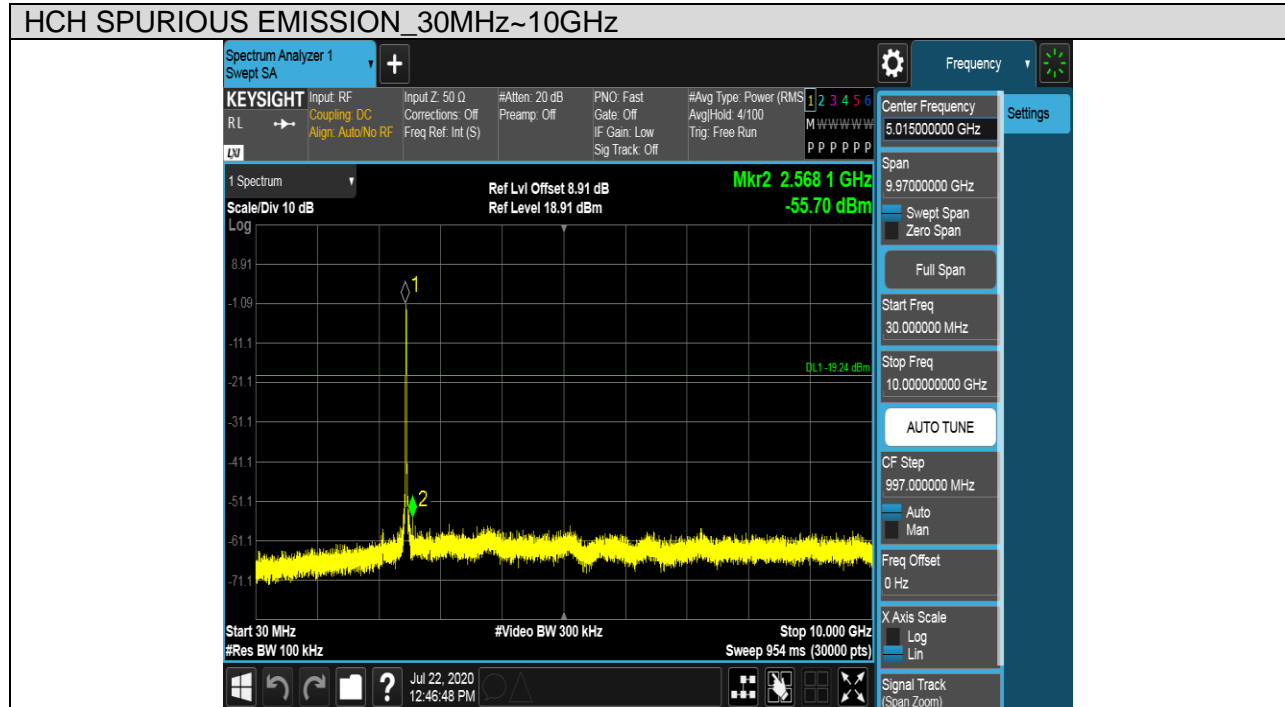 HCH SPURIOUS EMISSION_30MHz~10GHz
Spectrum Analyzer 1
Swept SA
+
Frequency
KEYSIGHT
RL
LXI
Input: RF
Coupling: DC
Align: Auto/No RF
Input Z: 50 Ω
Corrections: Off
Freq Ref: Int (S)
#Atten: 20 dB
Preamp: Off
PNO: Fast
Gate: Off
IF Gain: Low
Sig Track: Off
#Avg Type: Power (RMS
Avg|Hold: 4/100
Trig: Free Run
1 2 3 4 5 6
M W W W W W
P P P P P P
1 Spectrum
Scale/Div 10 dB
Log
Ref Lvl Offset 8.91 dB
Ref Level 18.91 dBm
Mkr2 2.568 1 GHz
-55.70 dBm
8.91
-1.09
-11.1
-21.1
-31.1
-41.1
-51.1
-61.1
-71.1
1
2
DL1 -19.24 dBm
Start 30 MHz
#Res BW 100 kHz
#Video BW 300 kHz
Stop 10.000 GHz
Sweep 954 ms (30000 pts)
?
Jul 22, 2020
12:46:48 PM
Center Frequency
5.015000000 GHz
Span
9.97000000 GHz
Swept Span
Zero Span
Full Span
Start Freq
30.000000 MHz
Stop Freq
10.000000000 GHz
AUTO TUNE
CF Step
997.000000 MHz
Auto
Man
Freq Offset
0 Hz
X Axis Scale
Log
Lin
Signal Track
(Span Zoom)
Settings